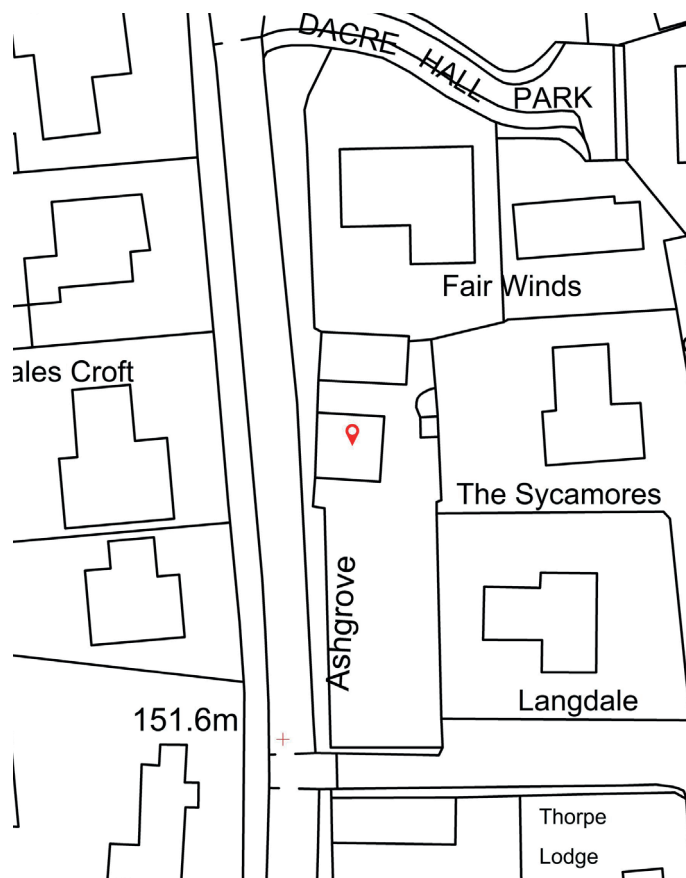 DACRE HALL PARK
Fair Winds
ales Croft
The Sycamores
Ashgrove
Langdale
151.6m
Thorpe
Lodge